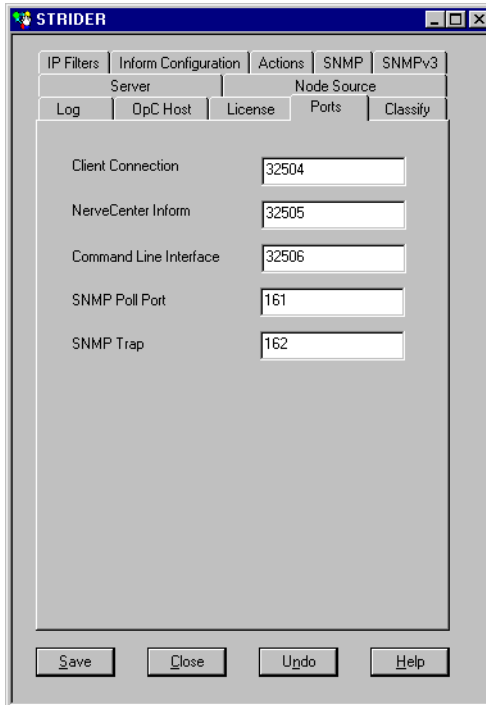 STRIDER
IP Filters Inform Configuration Actions SNMP SNMPv3
Server Node Source
Log OpC Host License Ports Classify
Client Connection 32504
NerveCenter Inform 32505
Command Line Interface 32506
SNMP Poll Port 161
SNMP Trap 162
Save Close Undo Help